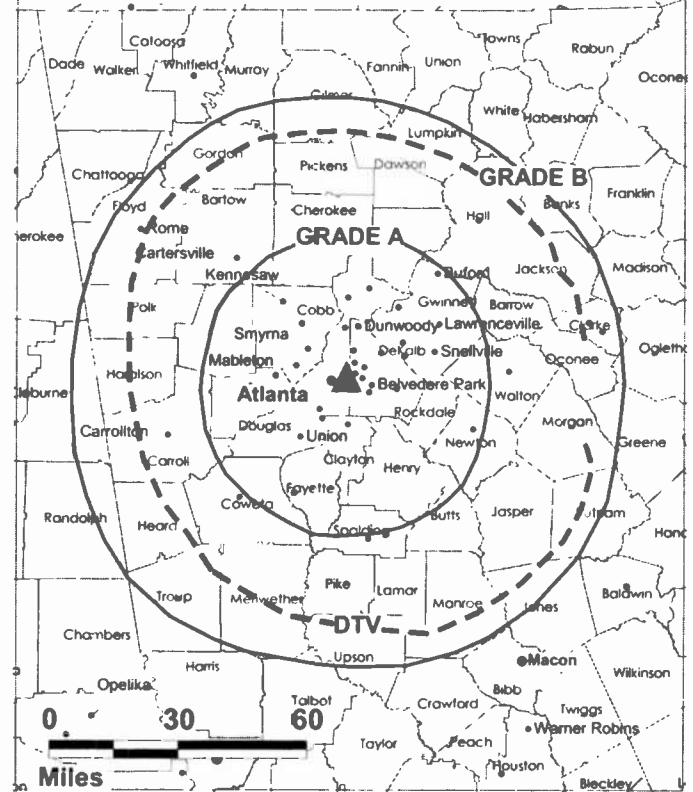 Catoosa
Towns
Rabun
Dade
Walker
Whitfield
Murray
Fannin
Union
Gilmer
White
Habersham
Lumpkin
Gordon
Pickens
Dawson
Chattooga
GRADE B
Bartow
Floyd
Cherokee
Hall
Banks
Franklin
Rome
GRADE A
Cartersville
Kennesaw
Buford
Jackson
Madison
Polk
Cobb
Gwinnett
Barrow
Smyrna
Dunwoody
Lawrenceville
Clarke
Mableton
DeKalb
Snellville
Oconee
Haralson
Belvedere Park
Atlanta
Walton
Rockdale
Morgan
Carrollton
Douglas
Union
Newton
Greene
Carroll
Clayton
Henry
Fayette
Coweta
Butts
Jasper
Randolph
Heard
Spalding
Pike
Lamar
Baldwin
Troup
Meriwether
Monroe
Jones
DTV
Chambers
Upson
Harris
Macon
Wilkinson
Opelika
Bibb
Talbot
Crawford
Twiggs
0 30 60
Warner Robins
Taylor
Peach
Houston
Miles
Bleckley